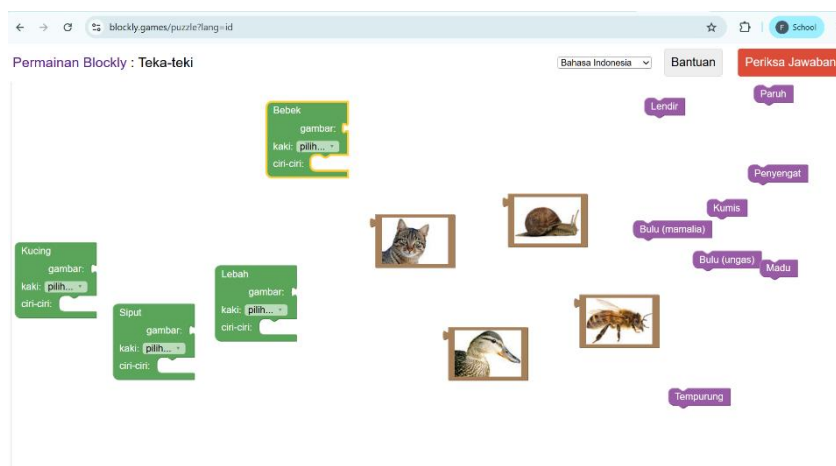 blockly.games/puzzle?lang=id
F School
Permainan Blockly : Teka-teki
Bahasa Indonesia
Bantuan
Periksa Jawaban
Bebek
gambar:
kaki: pilih...
ciri-ciri:
Lendir
Paruh
Penyengat
Kumis
Bulu (mamalia)
Bulu (ungas)
Madu
Kucing
gambar:
kaki: pilih...
ciri-ciri:
Lebah
gambar:
kaki: pilih...
ciri-ciri:
Siput
gambar:
kaki: pilih...
ciri-ciri:
Tempurung